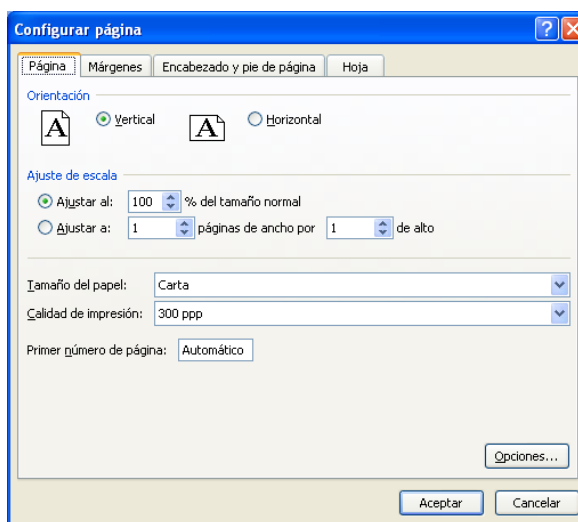 Configurar página
Página Márgenes Encabezado y pie de página Hoja
Orientación
A Vertical A Horizontal
Ajuste de escala
Ajustar al: 100 % del tamaño normal
Ajustar a: 1 páginas de ancho por 1 de alto
Tamaño del papel: Carta
Calidad de impresión: 300 ppp
Primer número de página: Automático
Opciones...
Aceptar Cancelar